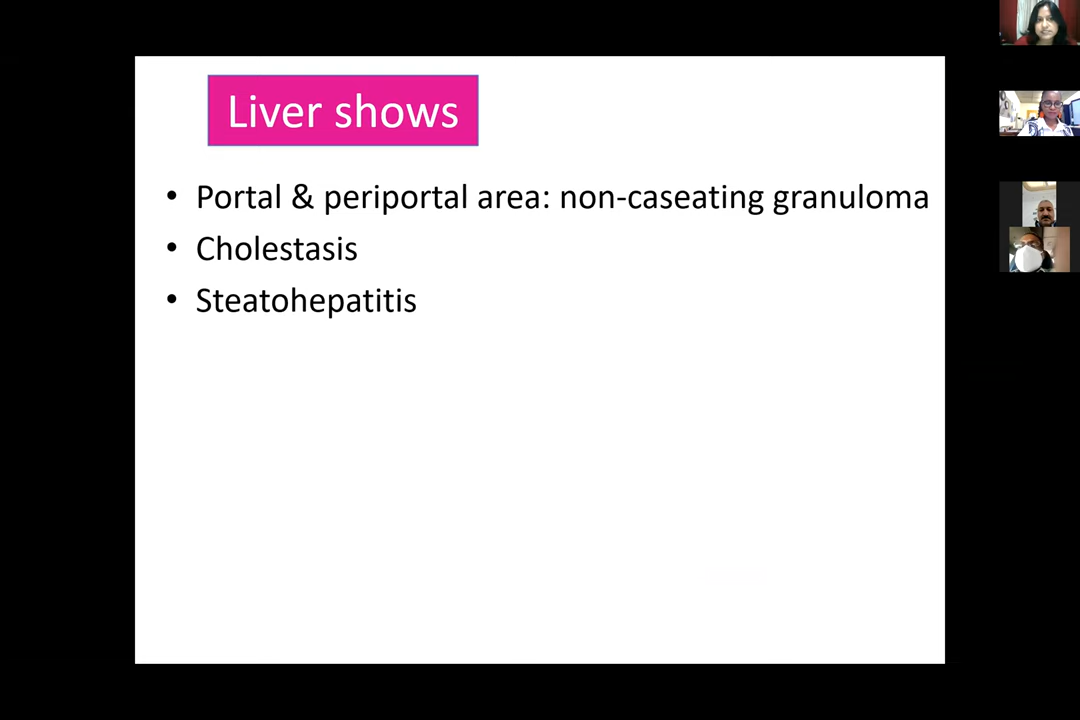 Liver shows
• Portal & periportal area: non-caseating granuloma
• Cholestasis
• Steatohepatitis